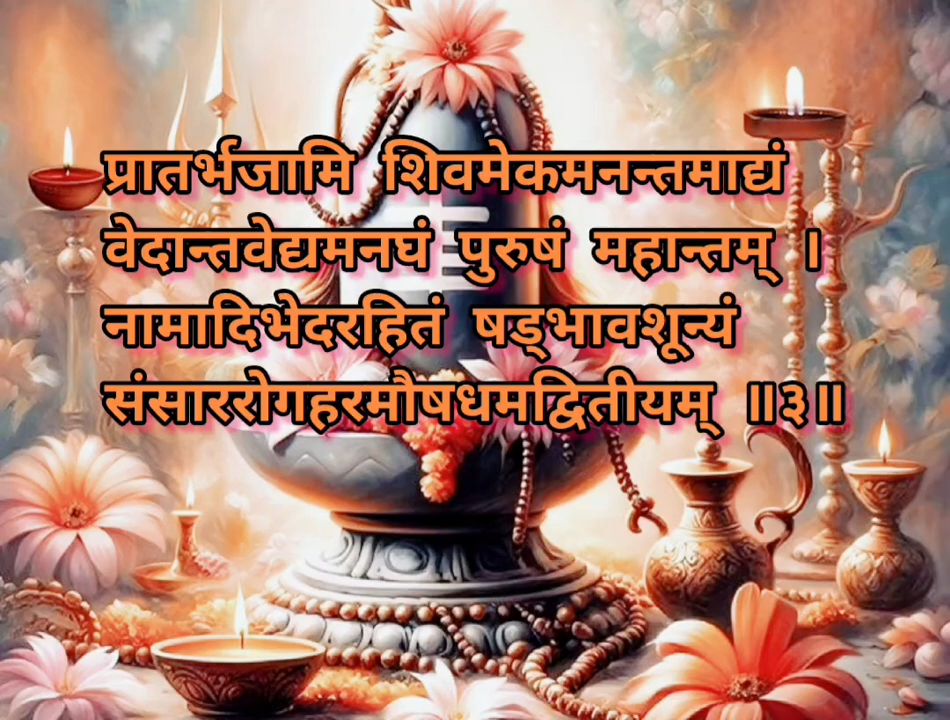 प्रातर्भजामि शिवमेकमनन्तमाद्यं
वेदान्तवेद्यमनघं पुरुषं महान्तम् ।
नामादिभेदरहितं षड्भावशून्यं
संसाररोगहरमौषधमद्वितीयम् ॥३॥